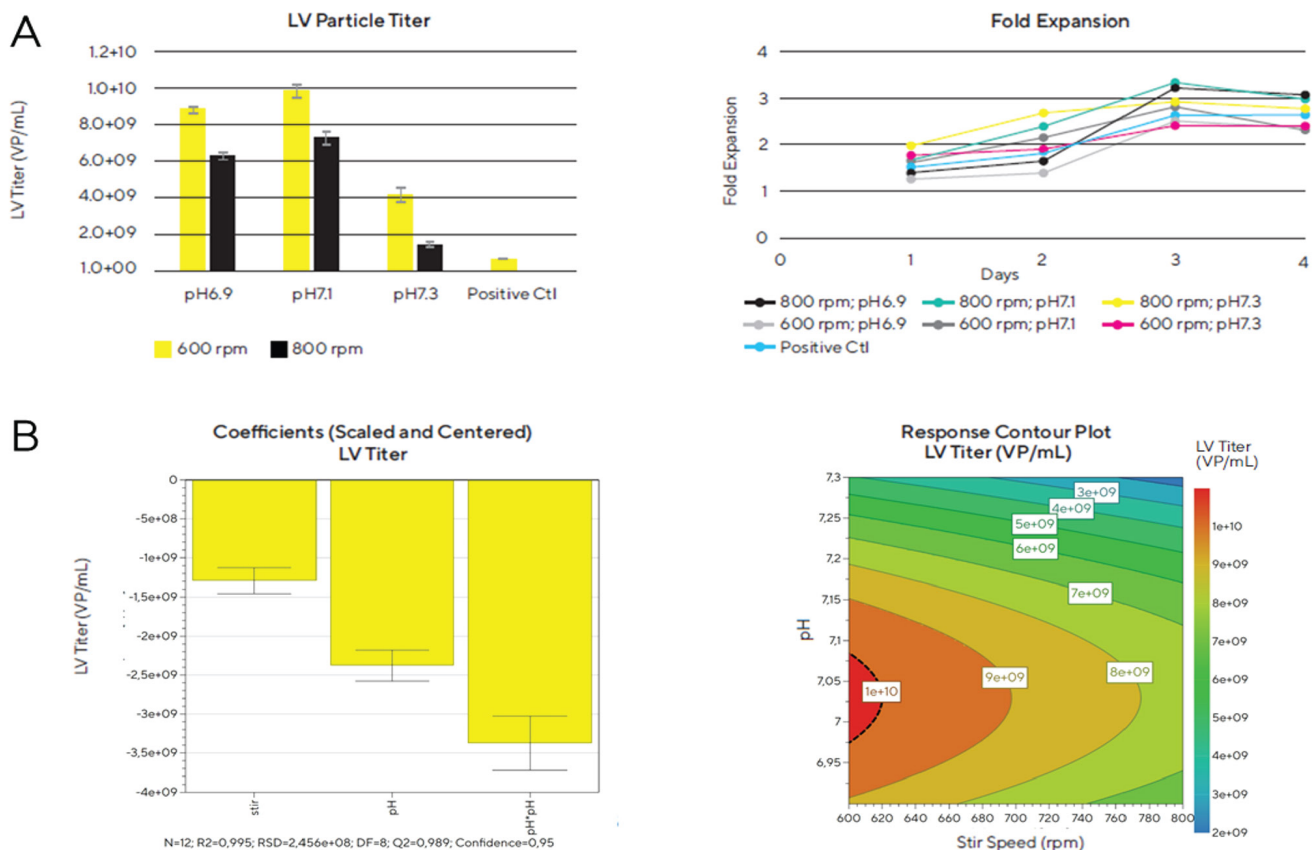 A
LV Particle Titer
LV Titer (VP/mL)
1.2+10
1.0+10
8.0+09
6.0+09
4.0+09
2.0+09
1.0+00
pH6.9 pH7.1 pH7.3 Positive Ctl
600 rpm 800 rpm
Fold Expansion
Fold Expansion
4
3
2
1
0
0 1 2 3 4
Days
800 rpm; pH6.9 800 rpm; pH7.1 800 rpm; pH7.3
600 rpm; pH6.9 600 rpm; pH7.1 600 rpm; pH7.3
Positive Ctl
B
Coefficients (Scaled and Centered)
LV Titer
LV Titer (VP/mL)
0
-5e+08
-1e+09
-1,5e+09
-2e+09
-2,5e+09
-3e+09
-3,5e+09
-4e+09
stir pH pH*pH
N=12; R2=0,995; RSD=2,456e+08; DF=8; Q2=0,989; Confidence=0,95
Response Contour Plot
LV Titer (VP/mL)
pH
7,3
7,25
7,2
7,15
7,1
7,05
7
6,95
3e+09
4e+09
5e+09
6e+09
7e+09
8e+09
9e+09
1e+10
600 620 640 660 680 700 720 740 760 780 800
Stir Speed (rpm)
LV Titer
(VP/mL)
1e+10
9e+09
8e+09
7e+09
6e+09
5e+09
4e+09
3e+09
2e+09